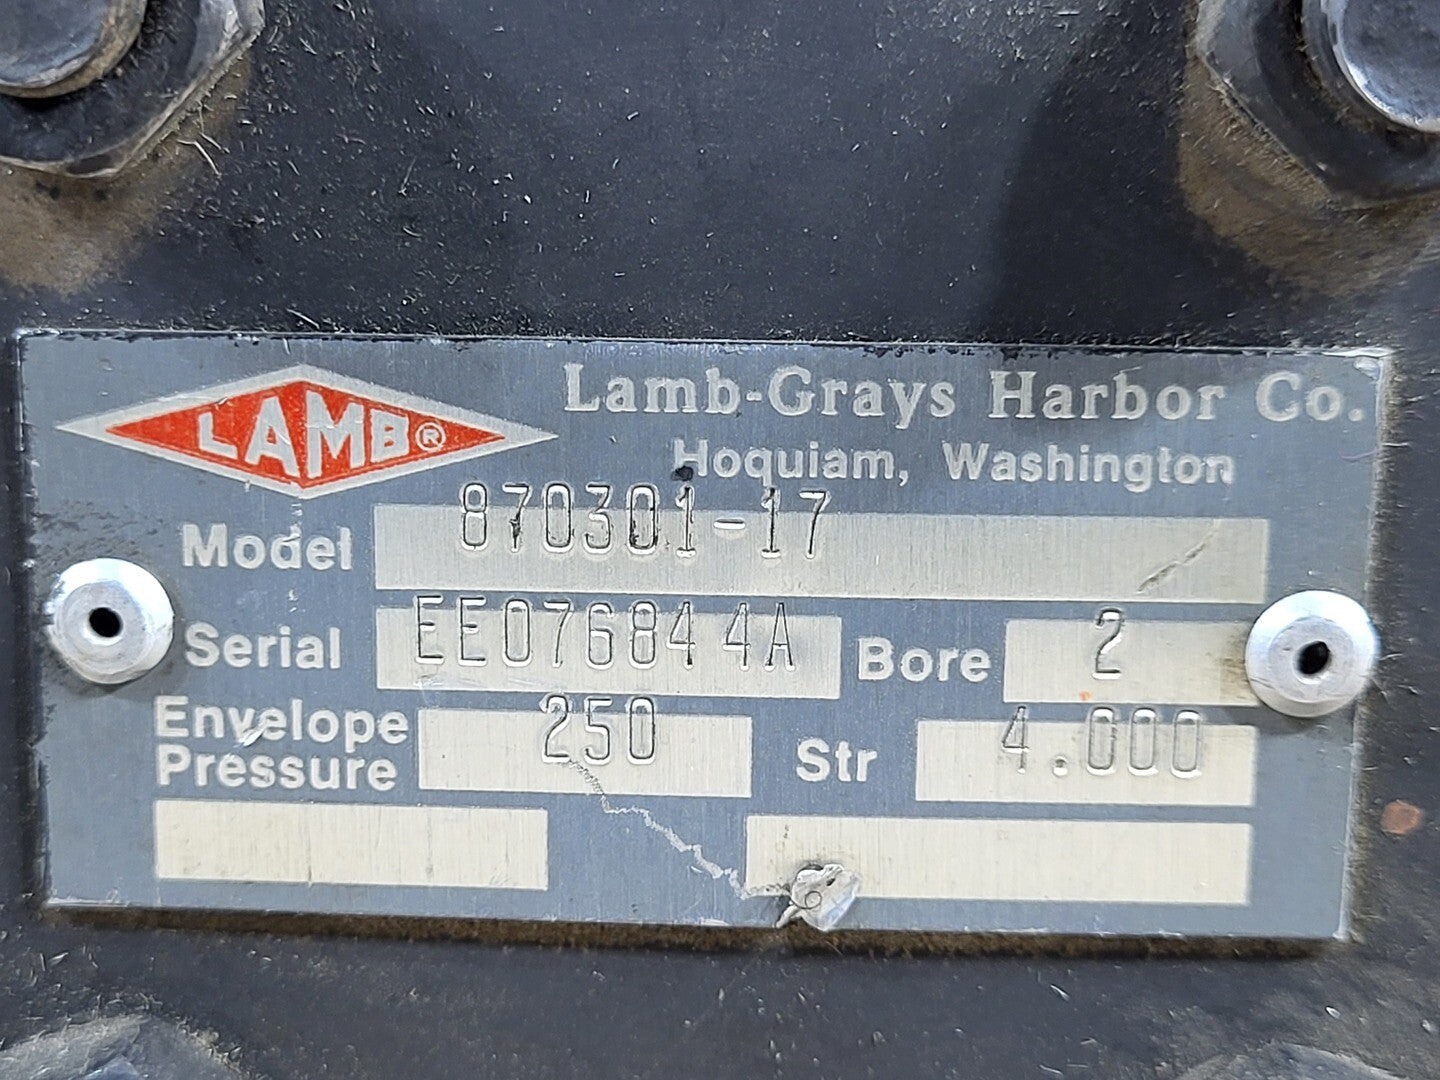 LAMB®
Lamb-Grays Harbor Co.
Hoquiam, Washington
Model 870301-17
Serial EE076844A Bore 2
Envelope Pressure 250 Str 4.000